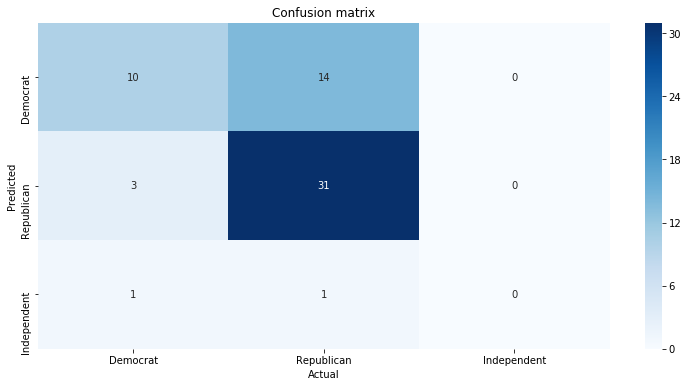 Confusion matrix
Predicted
Democrat
10 14 0
Republican
3 31 0
Independent
1 1 0
Democrat Republican Independent
Actual
30
24
18
12
6
0